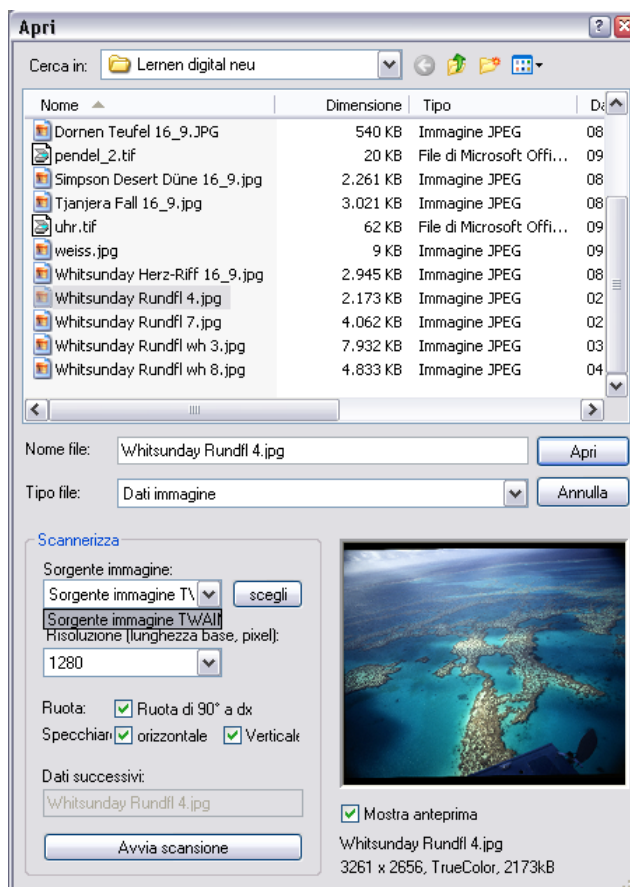 Apri
Cerca in: Lernen digital neu
Nome Dimensione Tipo
Dornen Teufel 16_9.JPG 540 KB Immagine JPEG 08
pendel_2.tif 20 KB File di Microsoft Offi... 09
Simpson Desert Düne 16_9.jpg 2.261 KB Immagine JPEG 08
Tjanjera Fall 16_9.jpg 3.021 KB Immagine JPEG 08
uhr.tif 62 KB File di Microsoft Offi... 09
weiss.jpg 9 KB Immagine JPEG 09
Whitsunday Herz-Riff 16_9.jpg 2.945 KB Immagine JPEG 08
Whitsunday Rundfl 4.jpg 2.173 KB Immagine JPEG 02
Whitsunday Rundfl 7.jpg 4.062 KB Immagine JPEG 02
Whitsunday Rundfl wh 3.jpg 7.932 KB Immagine JPEG 03
Whitsunday Rundfl wh 8.jpg 4.833 KB Immagine JPEG 04
Nome file: Whitsunday Rundfl 4.jpg Apri
Tipo file: Dati immagine Annulla
Scannerizza
Sorgente immagine:
Sorgente immagine scegli
Sorgente immagine TWAIN
Risoluzione (lunghezza base, pixel):
1280
Ruota: Ruota di 90° a dx
Specchiar orizzontale Verticale
Dati successivi:
Whitsunday Rundfl 4.jpg
Avvia scansione
Mostra anteprima
Whitsunday Rundfl 4.jpg
3261 x 2656, TrueColor, 2173kB